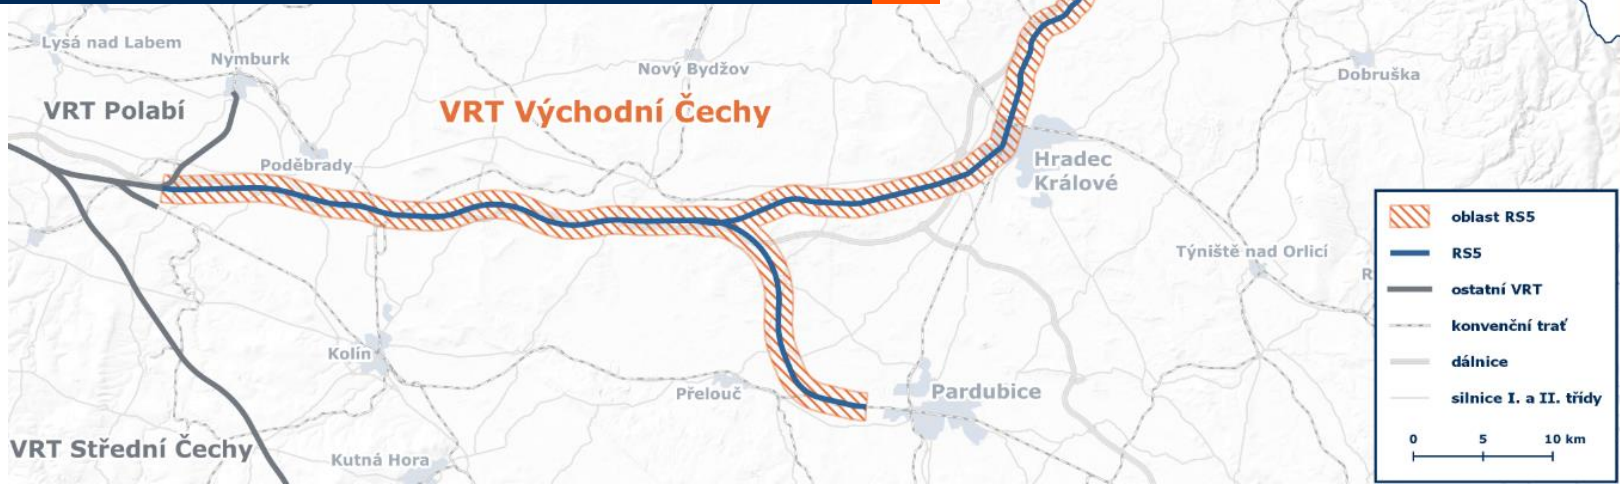 Lysá nad Labem
Nymburk
Nový Bydžov
Dobruška
VRT Polabí
VRT Východní Čechy
Poděbrady
Hradec
Králové
Týniště nad Orlicí
R
Kolín
Přelouč
Pardubice
VRT Střední Čechy
Kutná Hora
oblast RS5
RS5
ostatní VRT
konvenční trať
dálnice
silnice I. a II. třídy
0 5 10 km